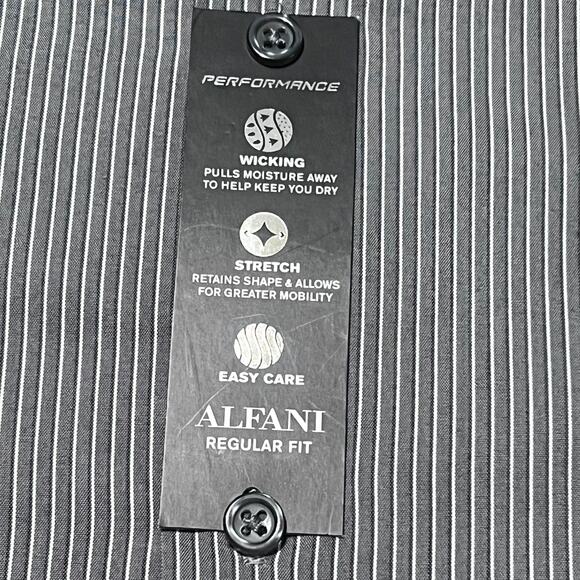 PERFORMANCE
WICKING
PULLS MOISTURE AWAY
TO HELP KEEP YOU DRY
STRETCH
RETAINS SHAPE & ALLOWS
FOR GREATER MOBILITY
EASY CARE
ALFANI
REGULAR FIT